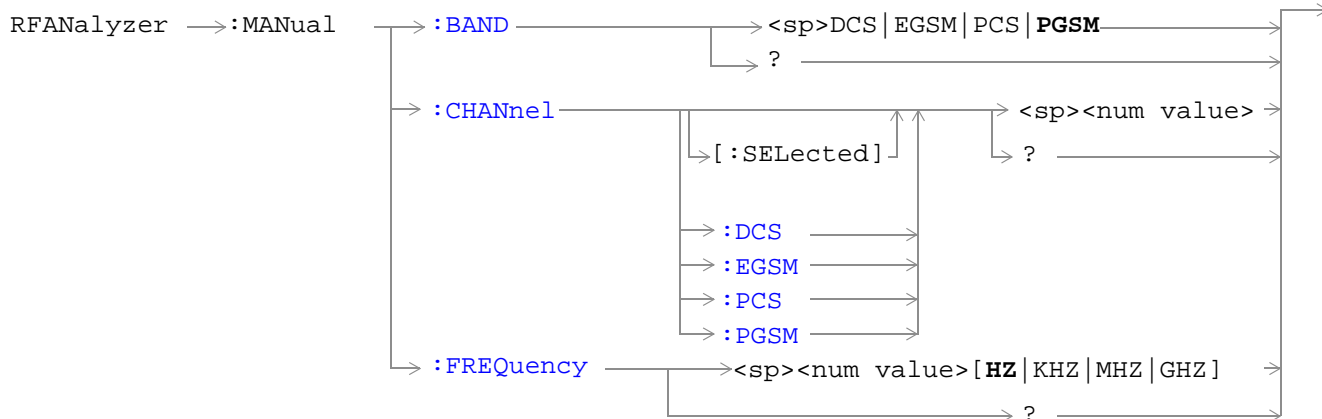 RFANalyzer :MANual :BAND <sp>DCS|EGSM|PCS|PGSM
?
:CHANnel <sp><num value>
[:SELected] ?
:DCS
:EGSM
:PCS
:PGSM
:FREQuency <sp><num value>[HZ|KHZ|MHZ|GHZ]
?